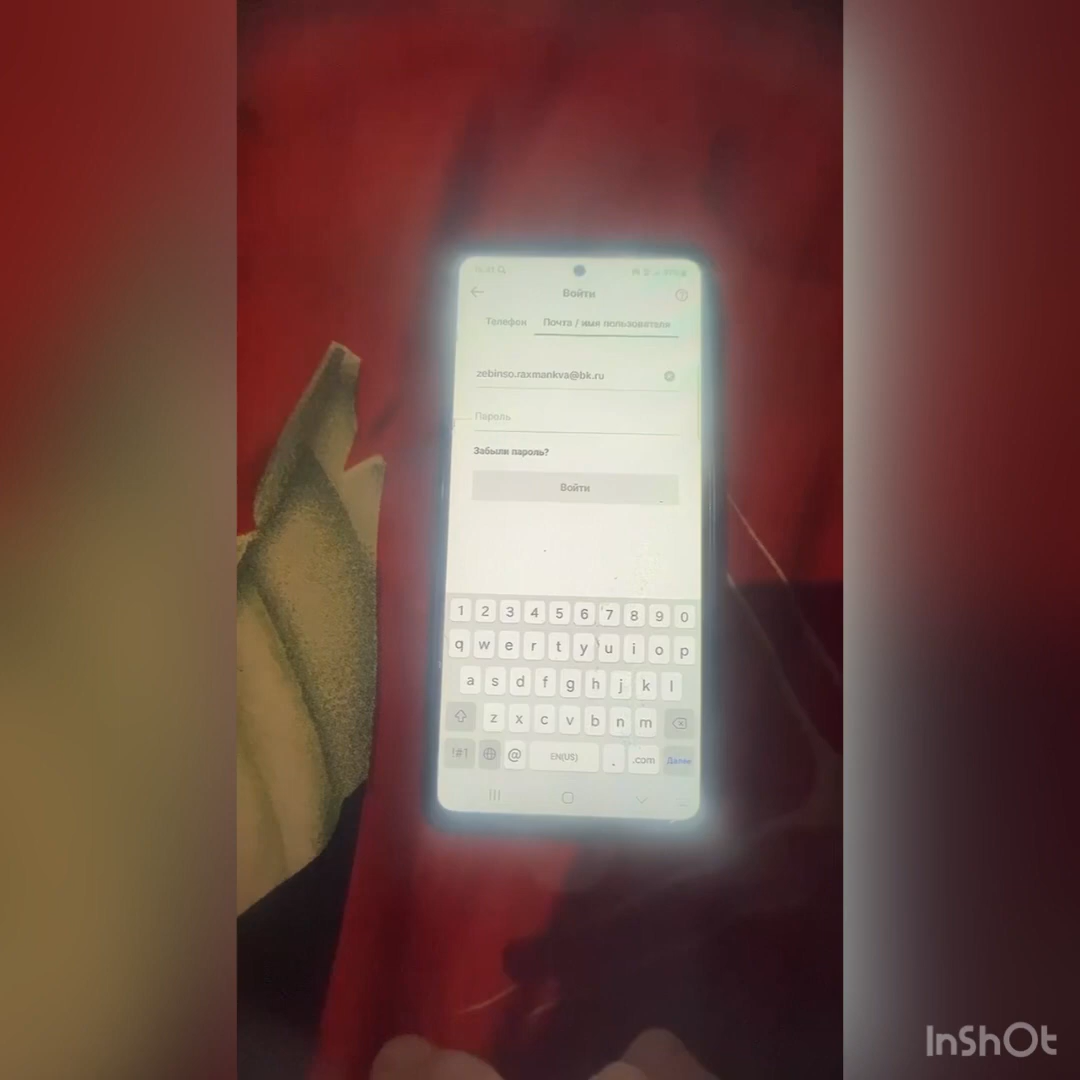 Войти
Телефон Почта / имя пользователя
zebinso.raxmankva@bk.ru
Пароль
Забыли пароль?
Войти
1 2 3 4 5 6 7 8 9 0
q w e r t y u i o p
a s d f g h j k l
z x c v b n m
!#1 @ EN(US) . .com Далее
InShOt